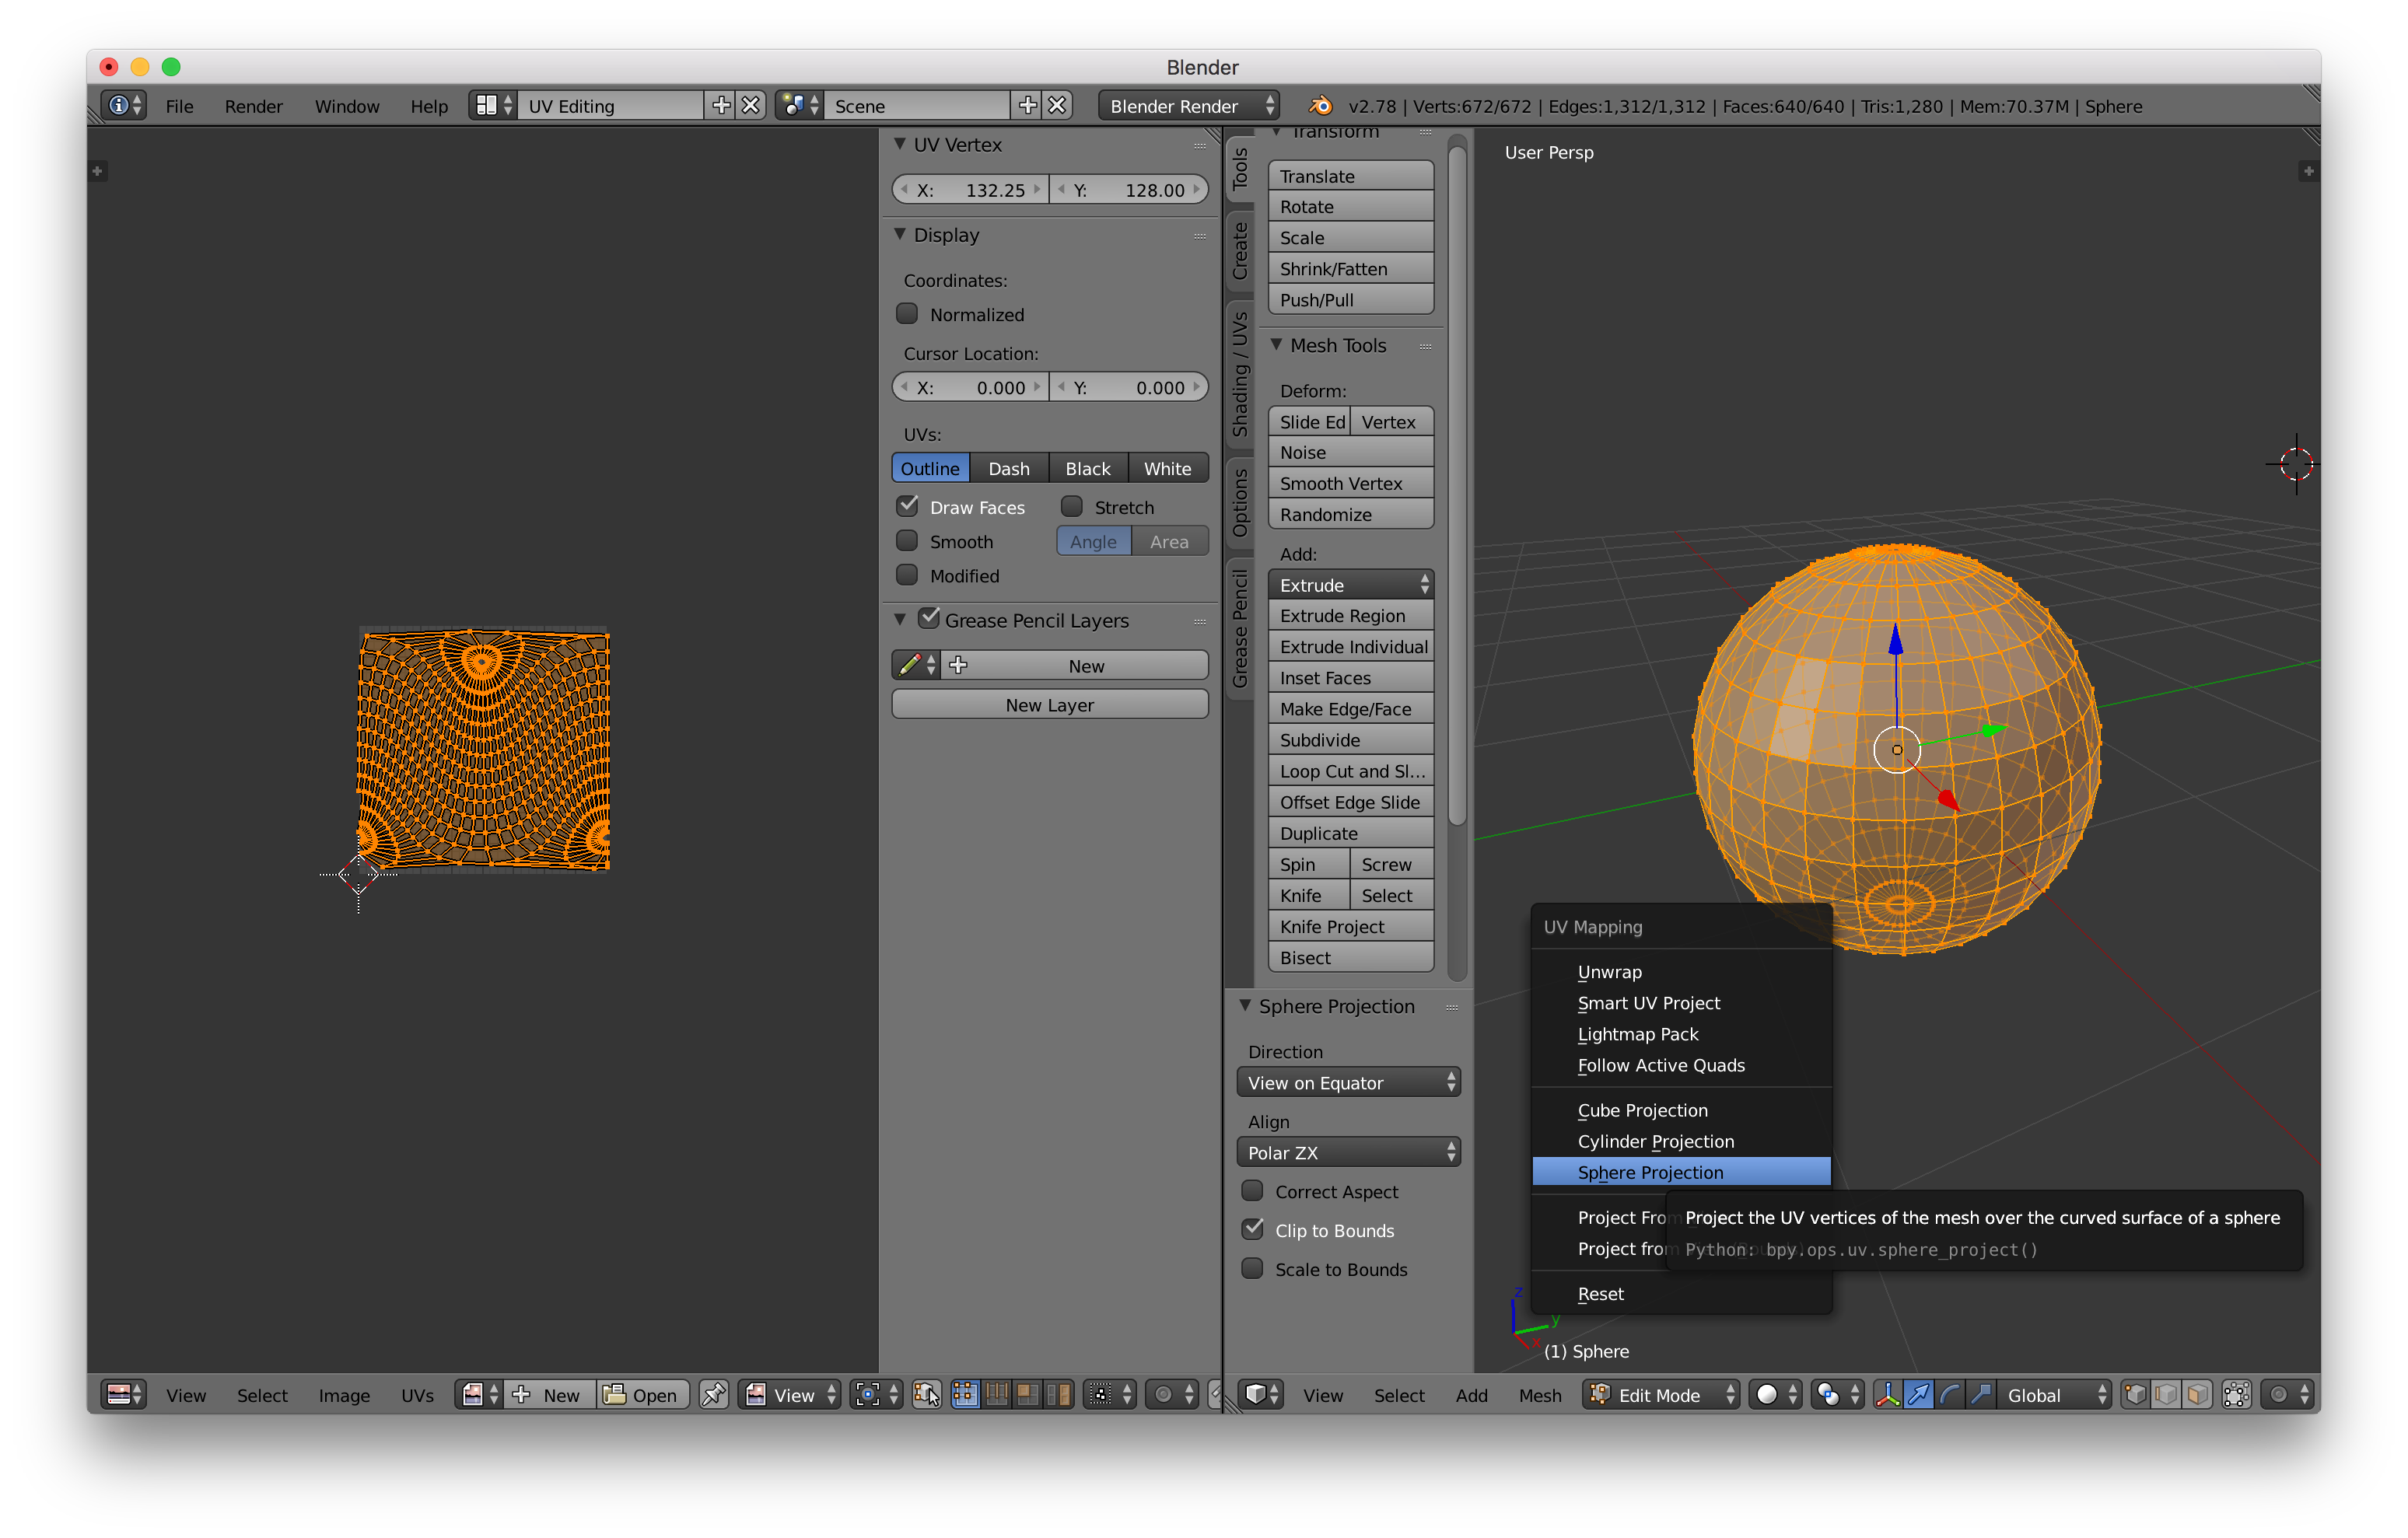 Blender
File Render Window Help UV Editing Scene Blender Render v2.78 | Verts:672/672 | Edges:1,312/1,312 | Faces:640/640 | Tris:1,280 | Mem:70.37M | Sphere
UV Vertex
X: 132.25 Y: 128.00
Display
Coordinates:
Normalized
Cursor Location:
X: 0.000 Y: 0.000
UVs:
Outline Dash Black White
Draw Faces Stretch
Smooth Angle Area
Modified
Grease Pencil Layers
New
New Layer
Tools
Create
Shading / UVs
Options
Grease Pencil
Transform
Translate
Rotate
Scale
Shrink/Fatten
Push/Pull
Mesh Tools
Deform:
Slide Ed Vertex
Noise
Smooth Vertex
Randomize
Add:
Extrude
Extrude Region
Extrude Individual
Inset Faces
Make Edge/Face
Subdivide
Loop Cut and Sl...
Offset Edge Slide
Duplicate
Spin Screw
Knife Select
Knife Project
Bisect
Sphere Projection
Direction
View on Equator
Align
Polar ZX
Correct Aspect
Clip to Bounds
Scale to Bounds
User Persp
UV Mapping
Unwrap
Smart UV Project
Lightmap Pack
Follow Active Quads
Cube Projection
Cylinder Projection
Sphere Projection
Project From
Project from
Project the UV vertices of the mesh over the curved surface of a sphere
Python: bpy.ops.uv.sphere_project()
Reset
z
y
x
(1) Sphere
View Select Image UVs New Open View
View Select Add Mesh Edit Mode Global